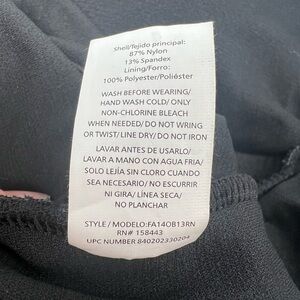 Shell/Tejido principal:
87% Nylon
13% Spandex
Lining/Forro:
100% Polyester/Poliéster
WASH BEFORE WEARING/
HAND WASH COLD/ ONLY
NON-CHLORINE BLEACH
WHEN NEEDED/ DO NOT WRING
OR TWIST/ LINE DRY/ DO NOT IRON
LAVAR ANTES DE USARLO/
LAVAR A MANO CON AGUA FRIA/
SOLO LEJÍA SIN CLORO CUANDO
SEA NECESARIO/ NO ESCURRIR
NI GIRA/ LÍNEA SECA/
NO PLANCHAR
STYLE / MODELO:FA14OB13RN
RN# 158443
UPC NUMBER 840202330204